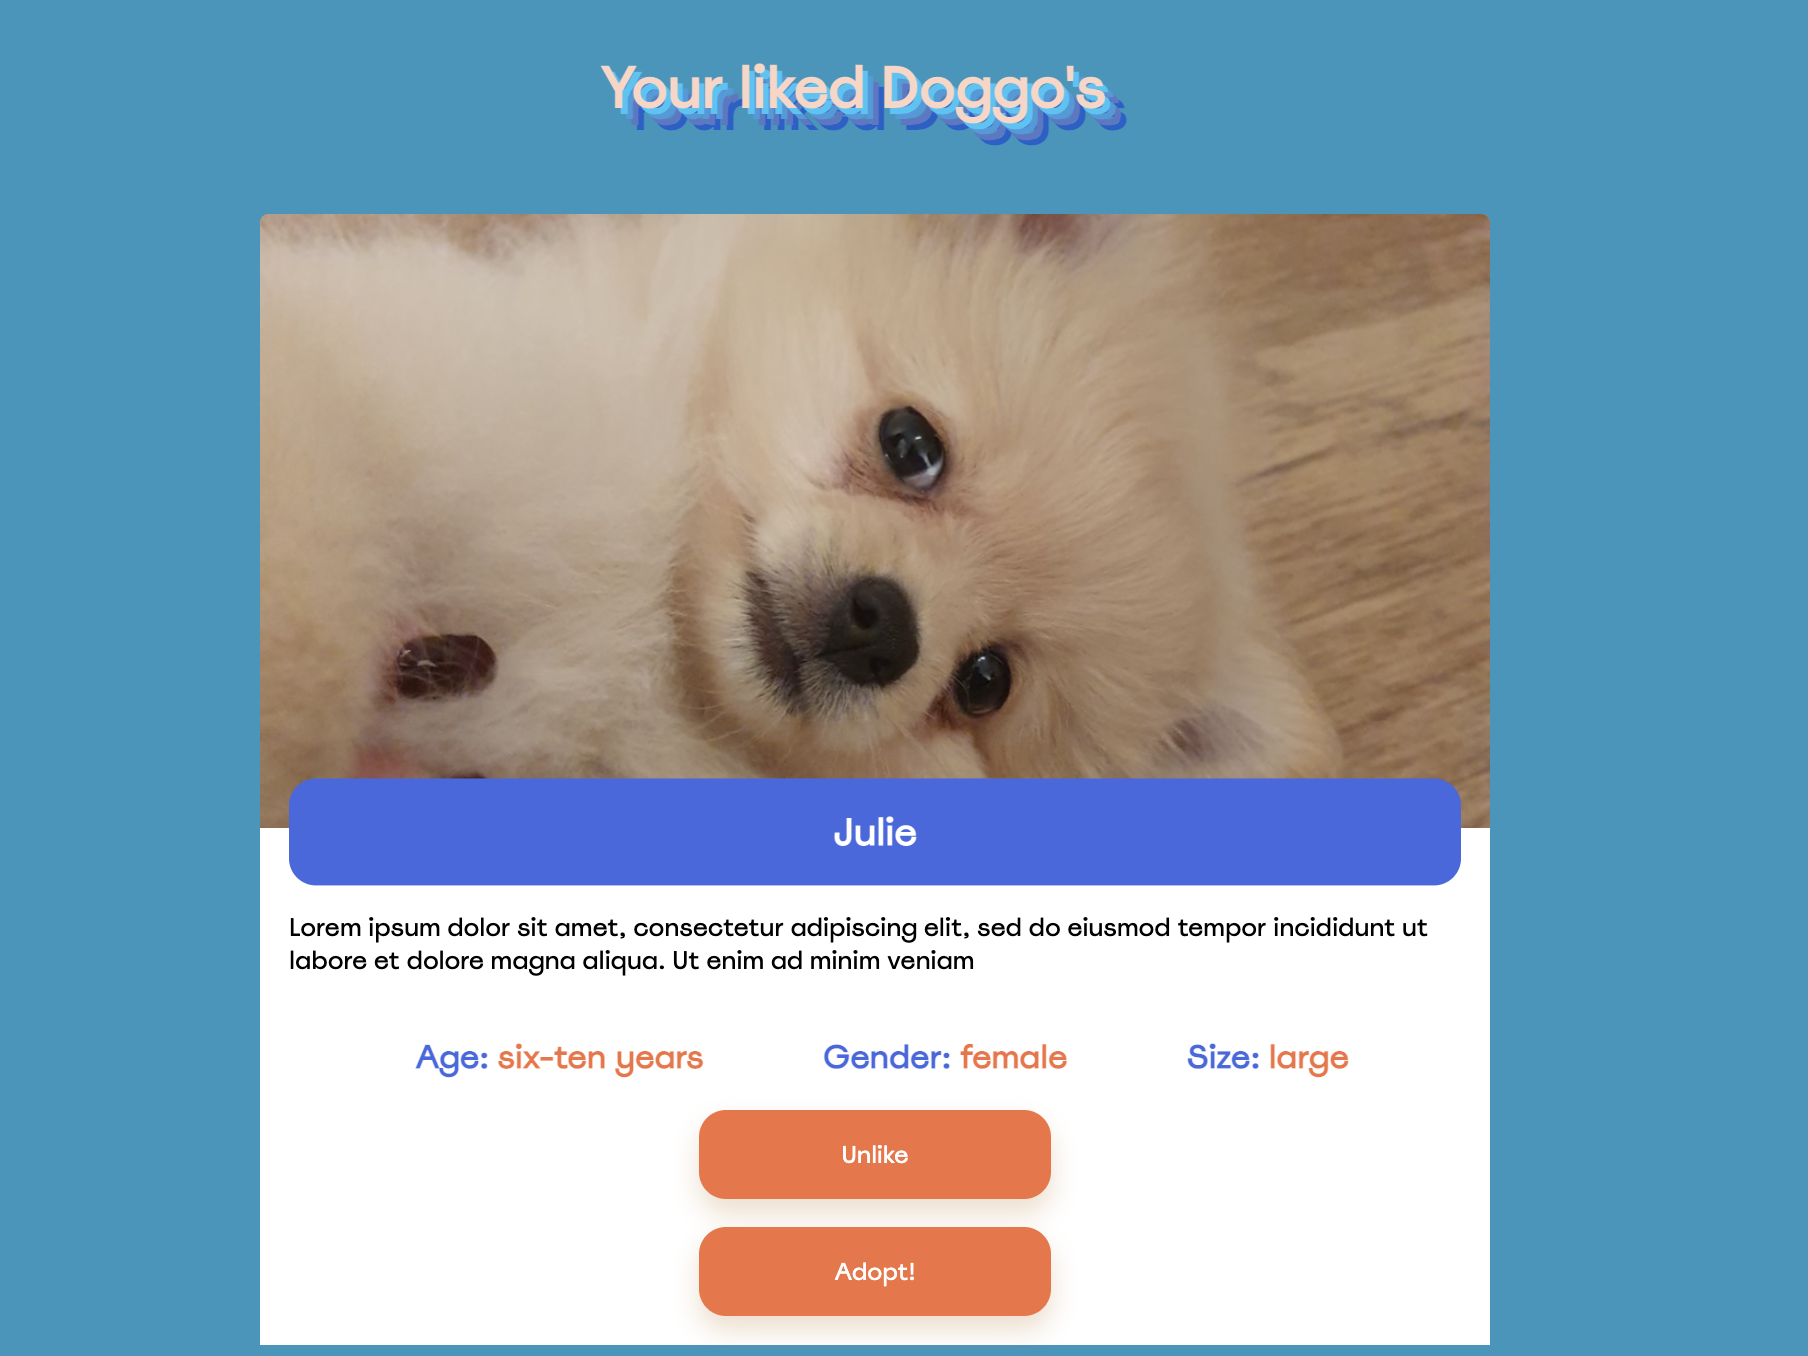 Your liked Doggo's
Julie
Lorem ipsum dolor sit amet, consectetur adipiscing elit, sed do eiusmod tempor incididunt ut
labore et dolore magna aliqua. Ut enim ad minim veniam
Age: six-ten years Gender: female Size: large
Unlike
Adopt!